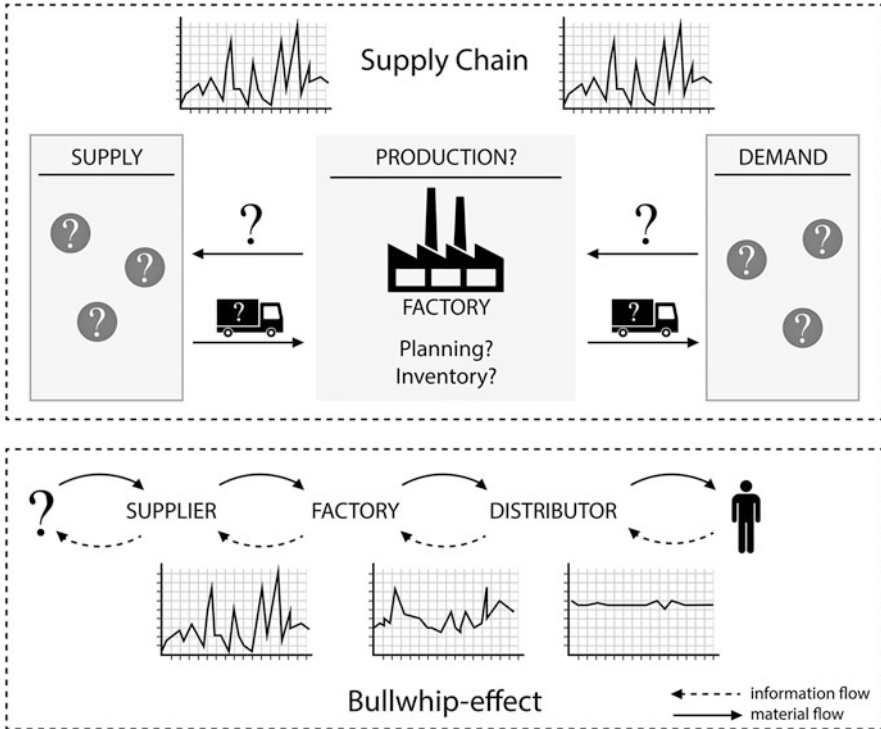 Supply Chain
SUPPLY
PRODUCTION?
DEMAND
?
?
?
?
?
?
?
?
?
?
FACTORY
Planning?
Inventory?
?
SUPPLIER
FACTORY
DISTRIBUTOR
Bullwhip-effect
information flow
material flow